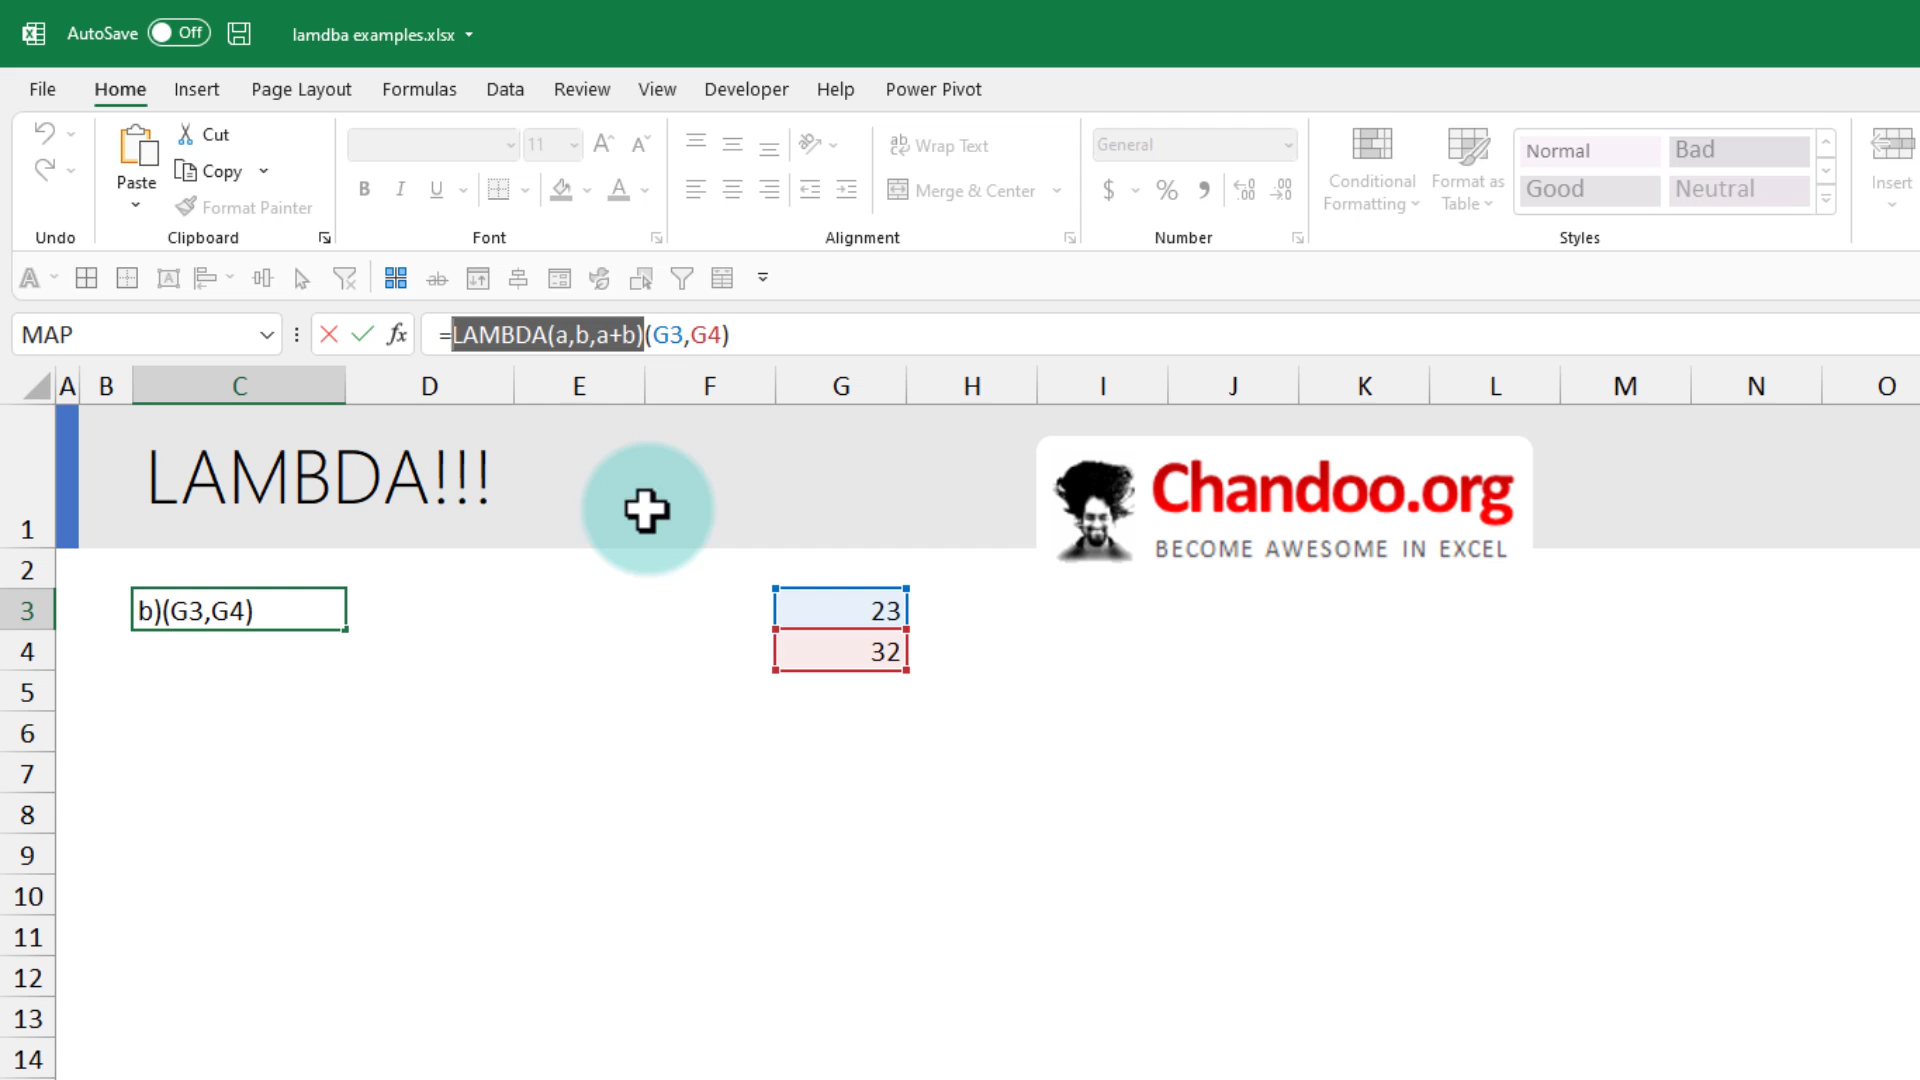 AutoSave Off lamdba examples.xlsx
File Home Insert Page Layout Formulas Data Review View Developer Help Power Pivot
Paste
Cut
Copy
Format Painter
11
B I U
Wrap Text
Merge & Center
General
$ % 9
Conditional Formatting
Format as Table
Normal Bad
Good Neutral
Insert
Undo Clipboard Font Alignment Number Styles
MAP fx =LAMBDA(a,b,a+b)(G3,G4)
A B C D E F G H I J K L M N O
1 LAMBDA!!!
Chandoo.org
BECOME AWESOME IN EXCEL
2
3 b)(G3,G4) 23
4 32
5
6
7
8
9
10
11
12
13
14